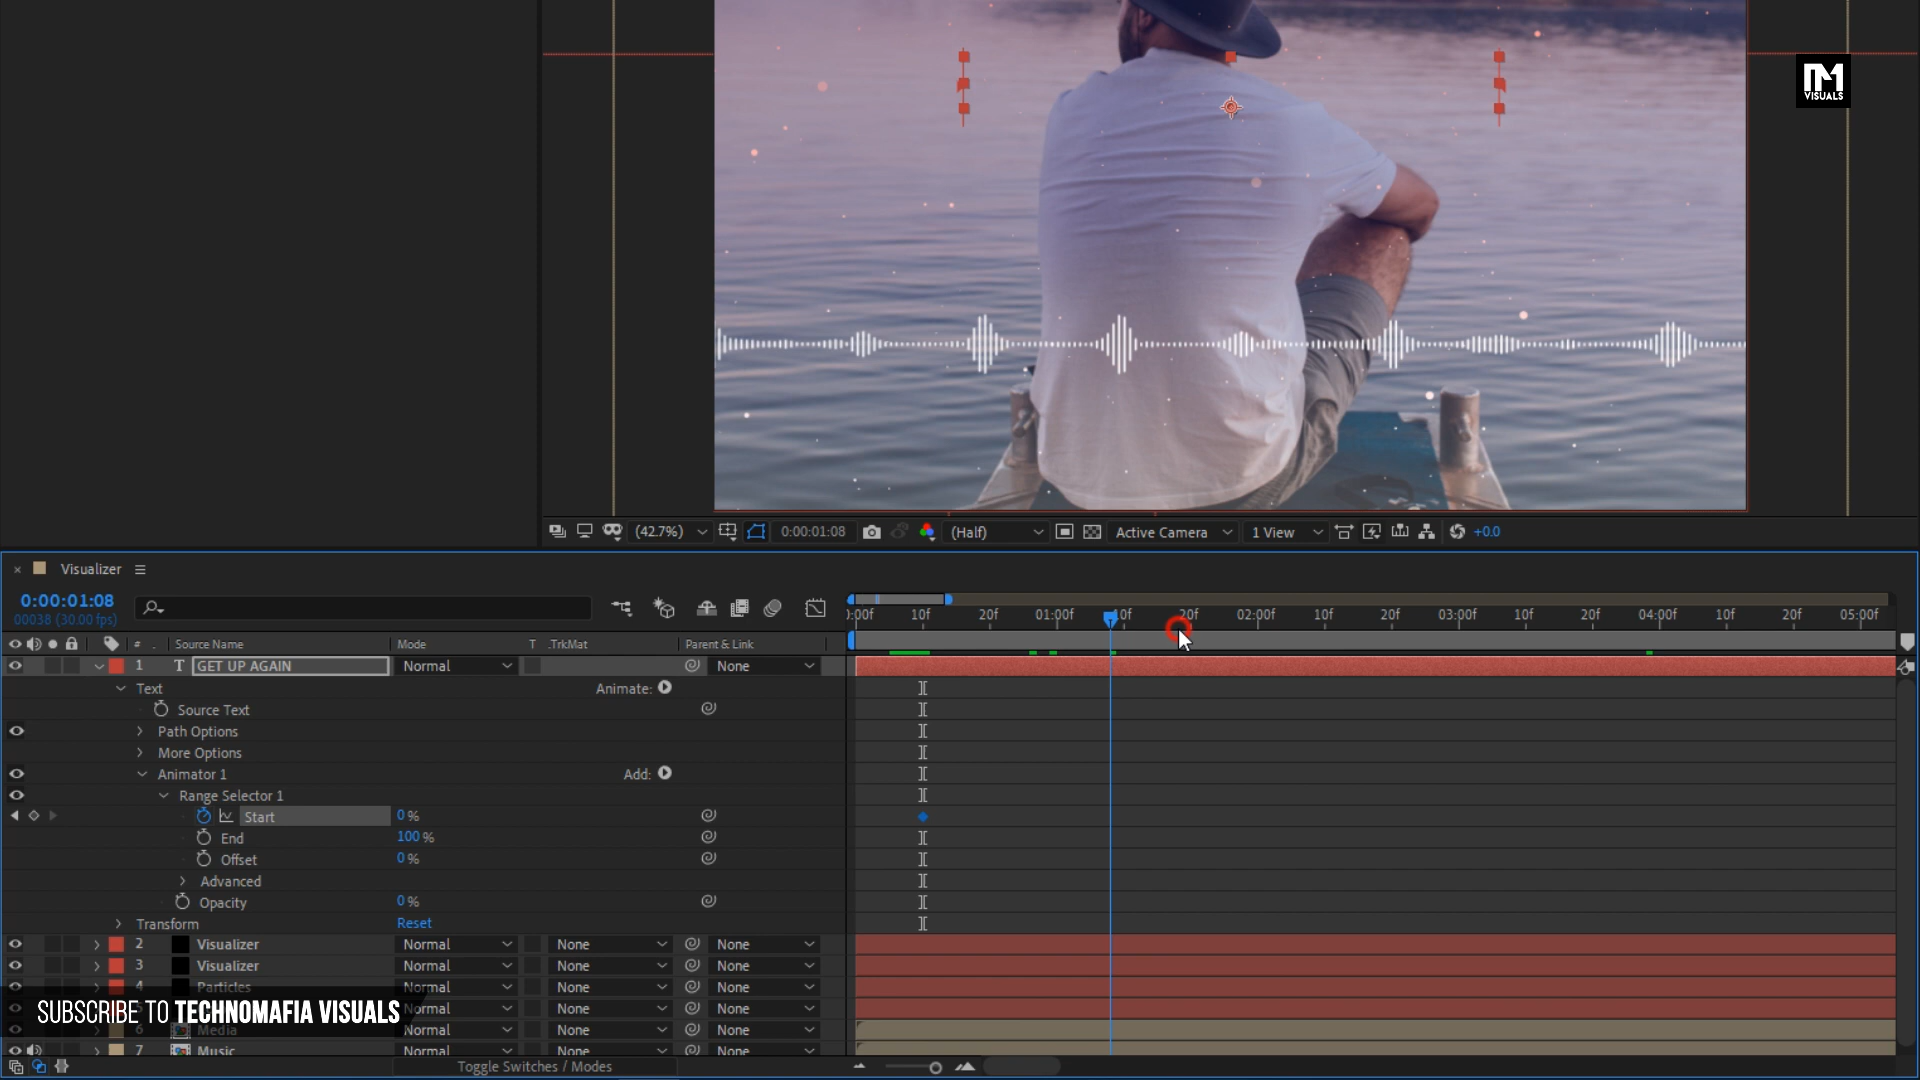 VISUALS
(42.7%) 0:00:01:08 (Half) Active Camera 1 View +0.0
× Visualizer
0:00:01:08
00038 (30.00 fps)
:00f 10f 20f 01:00f 10f 20f 02:00f 10f 20f 03:00f 10f 20f 04:00f 10f 20f 05:00f
# . Source Name Mode T .TrkMat Parent & Link
1 T GET UP AGAIN Normal None
Text Animate:
Source Text
Path Options
More Options
Animator 1 Add:
Range Selector 1
Start 0 %
End 100 %
Offset 0 %
Advanced
Opacity 0 %
Transform Reset
2 Visualizer Normal None None
3 Visualizer Normal None None
4 Particles Normal None None
SUBSCRIBE TO TECHNOMAFIA VISUALS Normal None None
6 Media Normal None None
7 Music Normal None None
Toggle Switches / Modes